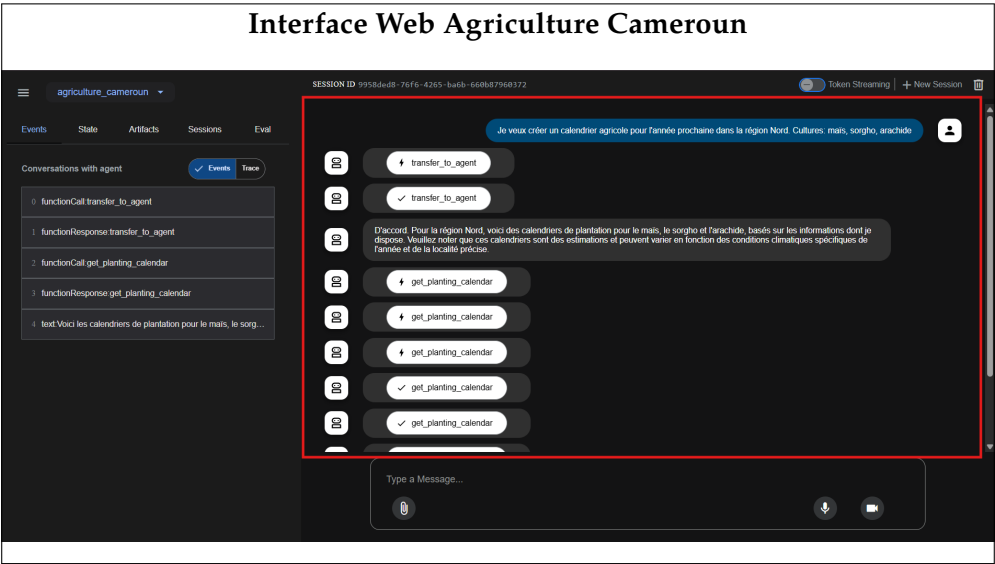 Interface Web Agriculture Cameroun
agriculture_cameroun
SESSION ID 9958ded8-76f6-4265-ba6b-660b87960372
Token Streaming
+ New Session
Events State Artifacts Sessions Eval
Conversations with agent
Events Trace
0 functionCall:transfer_to_agent
1 functionResponse:transfer_to_agent
2 functionCall:get_planting_calendar
3 functionResponse:get_planting_calendar
4 text:Voici les calendriers de plantation pour le maïs, le sorg...
Je veux créer un calendrier agricole pour l'année prochaine dans la région Nord. Cultures: maïs, sorgho, arachide
transfer_to_agent
transfer_to_agent
D'accord. Pour la région Nord, voici des calendriers de plantation pour le maïs, le sorgho et l'arachide, basés sur les informations dont je
dispose. Veuillez noter que ces calendriers sont des estimations et peuvent varier en fonction des conditions climatiques spécifiques de
l'année et de la localité précise.
get_planting_calendar
get_planting_calendar
get_planting_calendar
get_planting_calendar
get_planting_calendar
Type a Message...